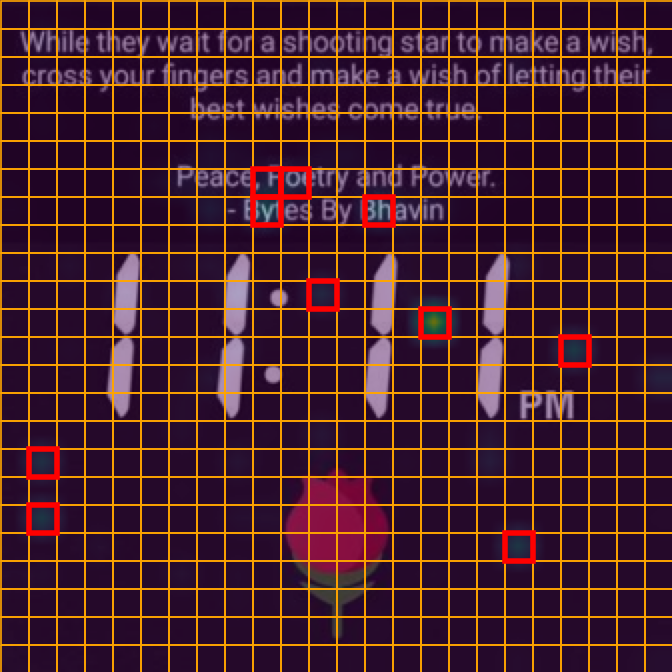 While they wait for a shooting star to make a wish,
cross your fingers and make a wish of letting their
best wishes come true.
Peace, Poetry and Power.
- Bytes By Bhavin
11:11 PM